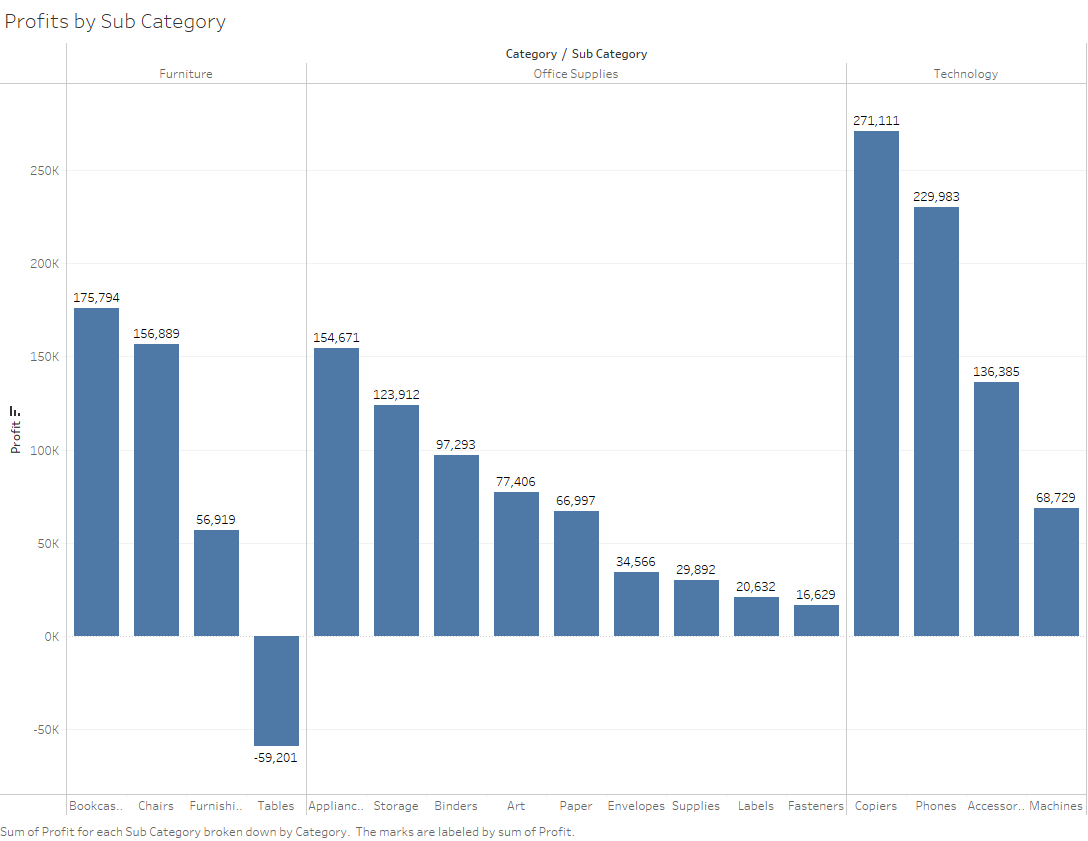 Profits by Sub Category
Category / Sub Category
Furniture
Office Supplies
Technology
271,111
250K
229,983
200K
175,794
156,889
154,671
150K
136,385
123,912
100K
97,293
77,406
66,997
68,729
56,919
50K
34,566
29,892
20,632
16,629
0K
-50K
-59,201
Profit
Bookcas.. Chairs Furnishi.. Tables Applianc.. Storage Binders Art Paper Envelopes Supplies Labels Fasteners Copiers Phones Accessor.. Machines
Sum of Profit for each Sub Category broken down by Category. The marks are labeled by sum of Profit.